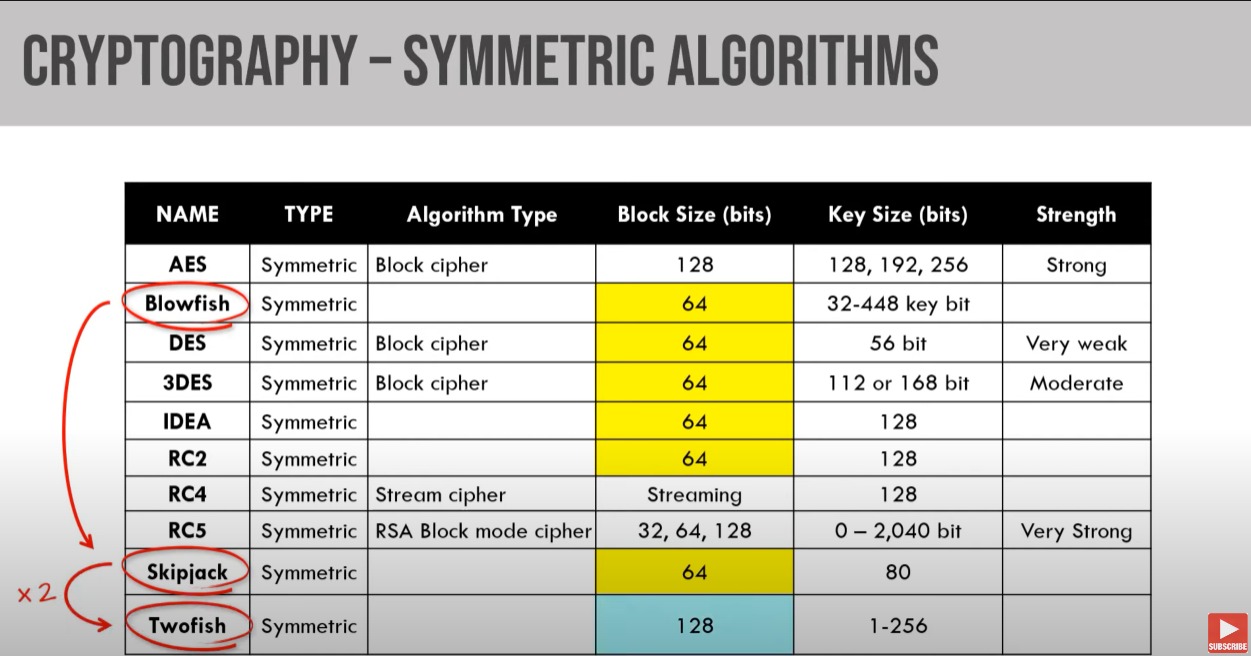 CRYPTOGRAPHY – SYMMETRIC ALGORITHMS
NAME TYPE Algorithm Type Block Size (bits) Key Size (bits) Strength
AES Symmetric Block cipher 128 128, 192, 256 Strong
Blowfish Symmetric 64 32-448 key bit
DES Symmetric Block cipher 64 56 bit Very weak
3DES Symmetric Block cipher 64 112 or 168 bit Moderate
IDEA Symmetric 64 128
RC2 Symmetric 64 128
RC4 Symmetric Stream cipher Streaming 128
RC5 Symmetric RSA Block mode cipher 32, 64, 128 0 – 2,040 bit Very Strong
Skipjack Symmetric 64 80
x2
Twofish Symmetric 128 1-256
SUBSCRIBE